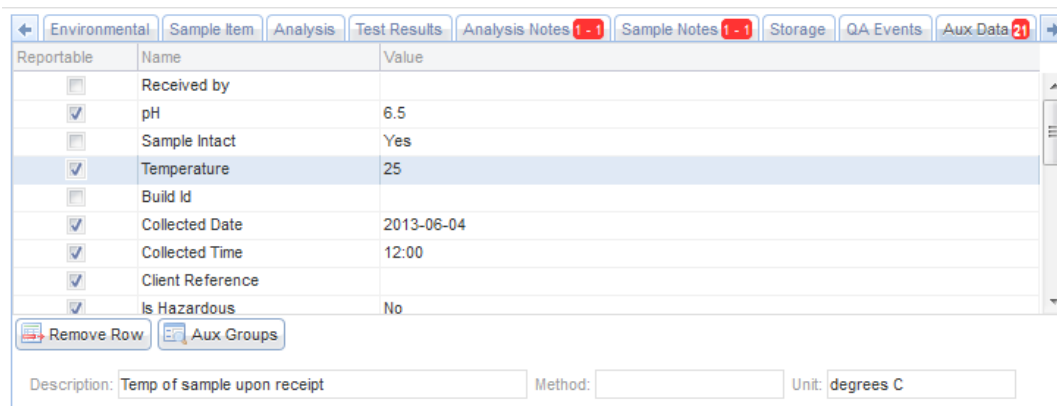 Environmental Sample Item Analysis Test Results Analysis Notes 1 - 1 Sample Notes 1 - 1 Storage QA Events Aux Data 21
Reportable Name Value
Received by
pH 6.5
Sample Intact Yes
Temperature 25
Build Id
Collected Date 2013-06-04
Collected Time 12:00
Client Reference
Is Hazardous No
Remove Row Aux Groups
Description: Temp of sample upon receipt Method: Unit: degrees C